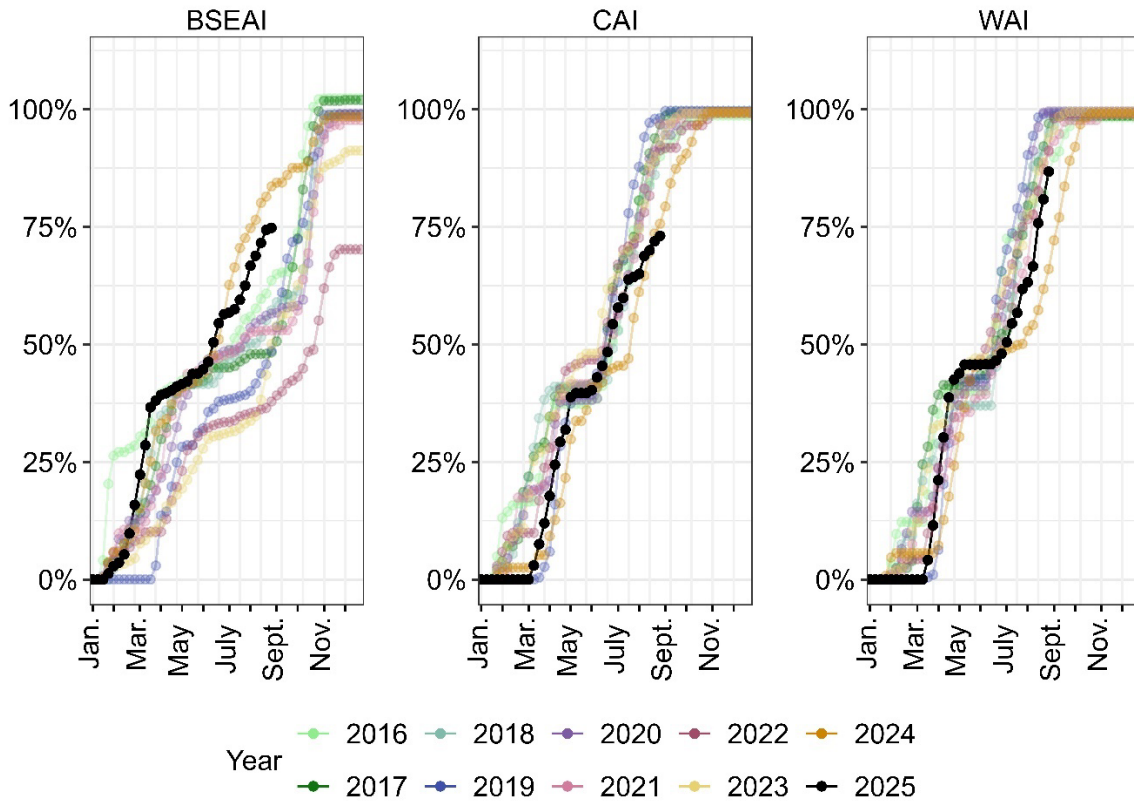 BSEAI CAI WAI
100% 100% 100%
75% 75% 75%
50% 50% 50%
25% 25% 25%
0% 0% 0%
Jan. Mar. May July Sept. Nov. Jan. Mar. May July Sept. Nov. Jan. Mar. May July Sept. Nov.
2016 2018 2020 2022 2024
Year
2017 2019 2021 2023 2025